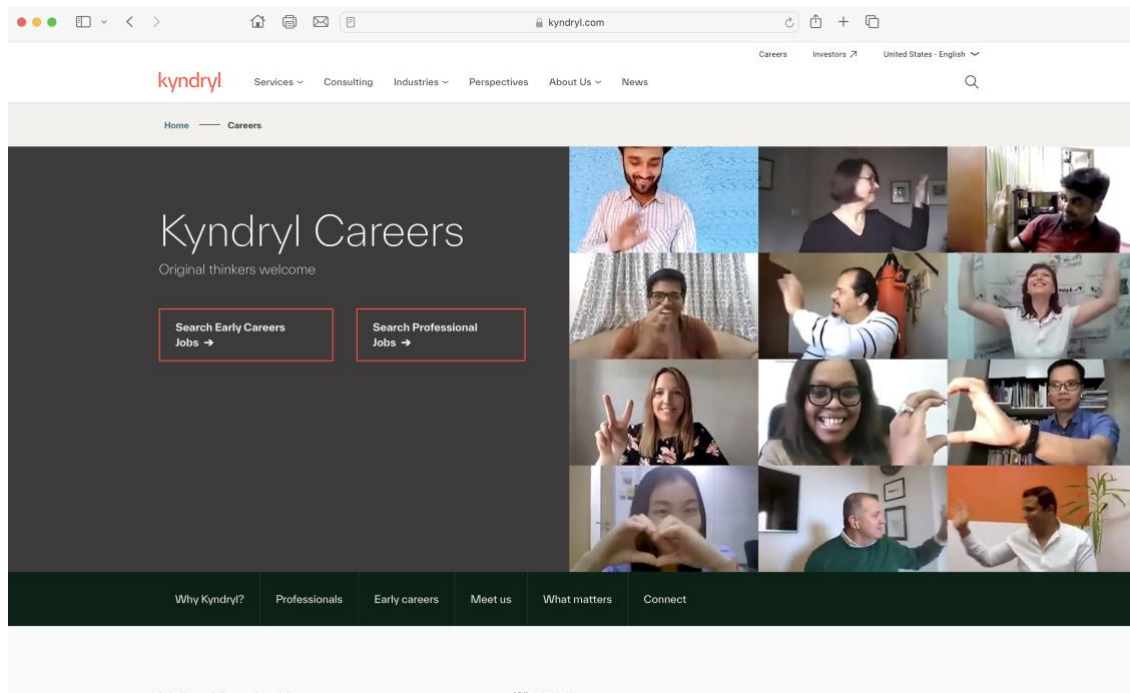 kyndryl.com
Careers Investors ↗ United States - English
kyndryl
Services Consulting Industries Perspectives About Us News
Home — Careers
Kyndryl Careers
Original thinkers welcome
Search Early Careers
Jobs →
Search Professional
Jobs →
Why Kyndryl? Professionals Early careers Meet us What matters Connect